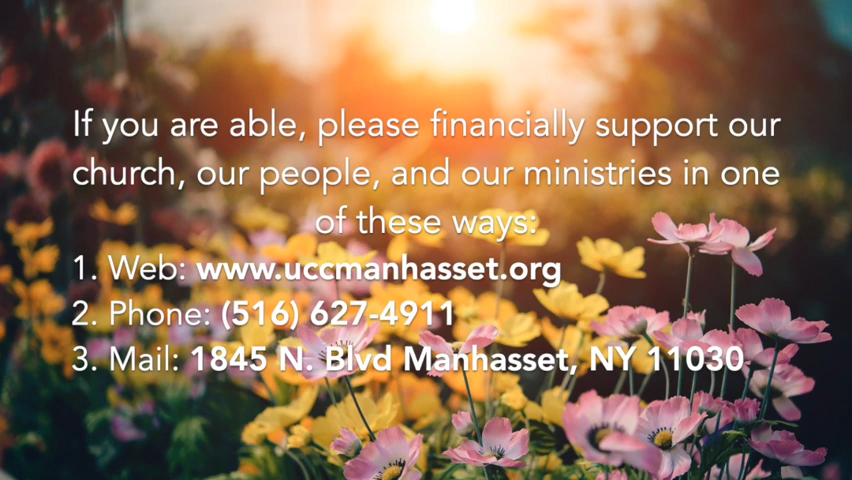 If you are able, please financially support our
church, our people, and our ministries in one
of these ways:
1. Web: www.uccmanhasset.org
2. Phone: (516) 627-4911
3. Mail: 1845 N. Blvd Manhasset, NY 11030